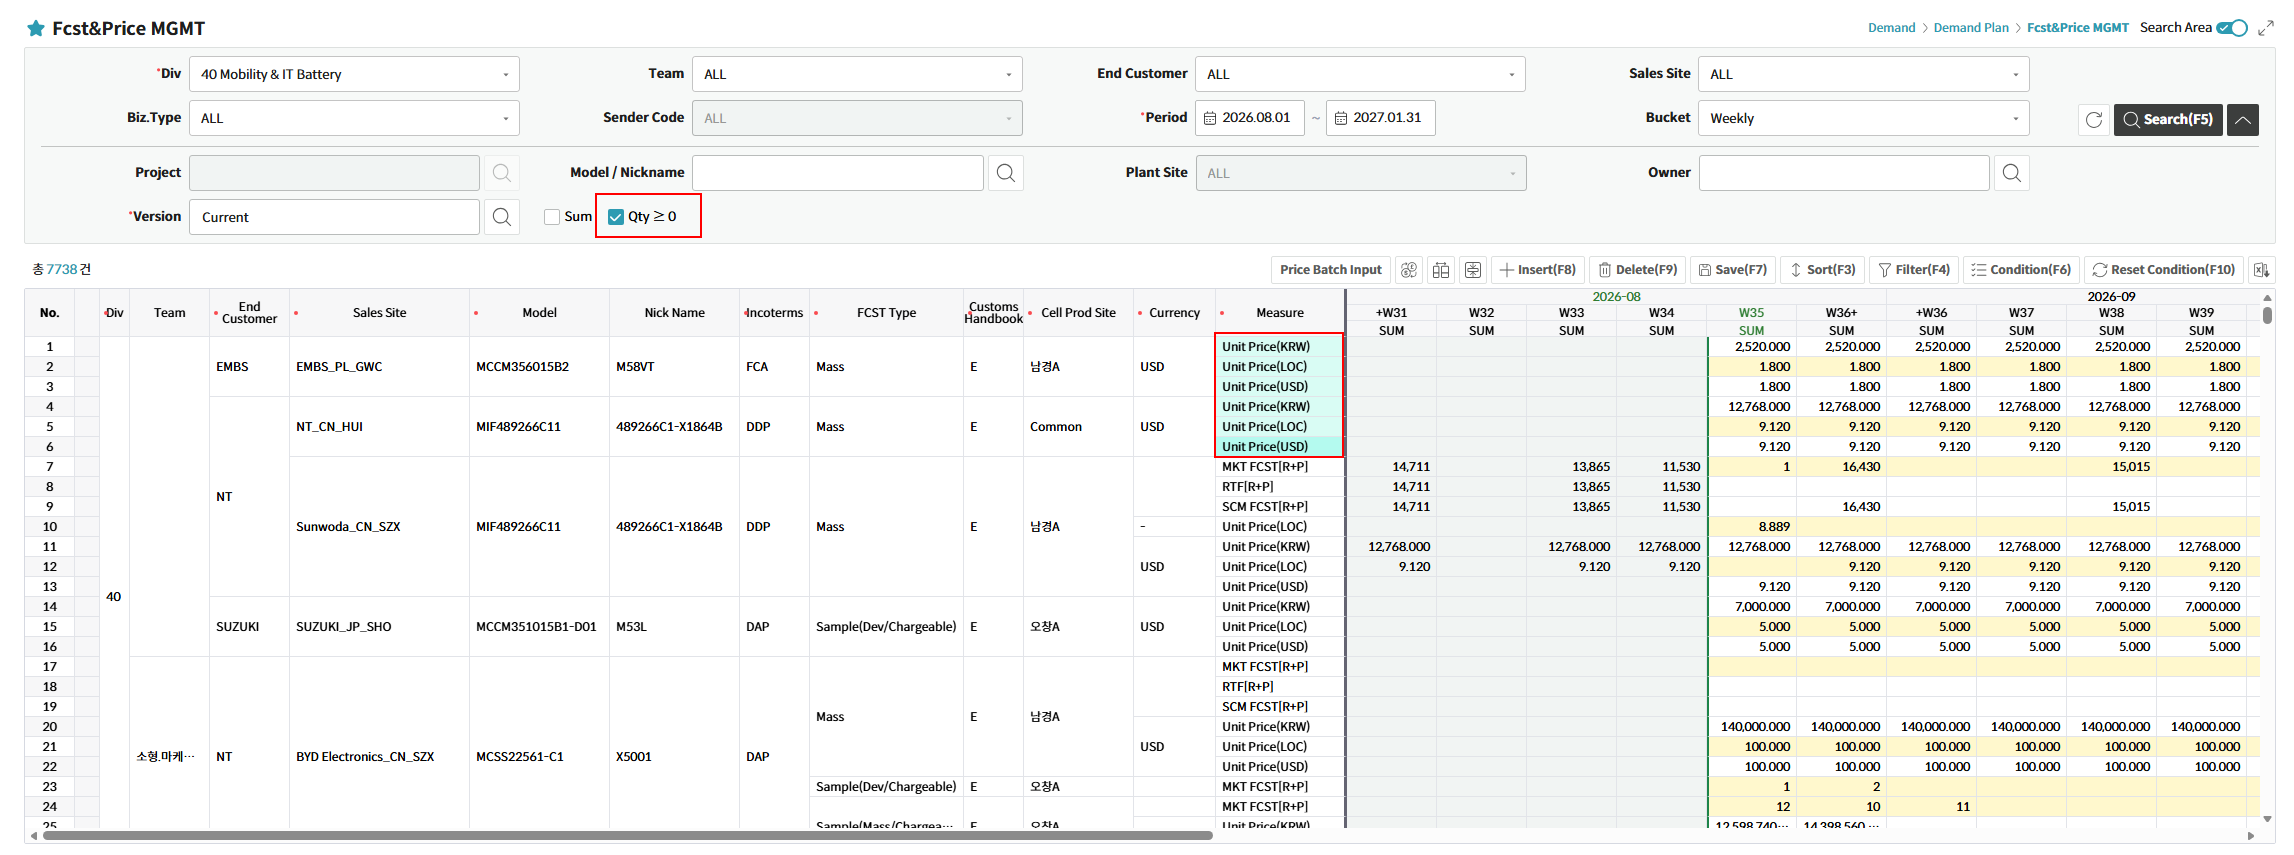 Fcst&Price MGMT
Demand > Demand Plan > Fcst&Price MGMT Search Area
*Div 40 Mobility & IT Battery Team ALL End Customer ALL Sales Site ALL
Biz.Type ALL Sender Code ALL *Period 2026.08.01 ~ 2027.01.31 Bucket Weekly Search(F5)
Project Model / Nickname Plant Site ALL Owner
*Version Current Sum Qty ≥ 0
총 7738 건 Price Batch Input Insert(F8) Delete(F9) Save(F7) Sort(F3) Filter(F4) Condition(F6) Reset Condition(F10)
2026-08 2026-09
No. Div Team End Customer Sales Site Model Nick Name Incoterms FCST Type Customs Handbook Cell Prod Site Currency Measure +W31 W32 W33 W34 W35 W36+ +W36 W37 W38 W39
SUM SUM SUM SUM SUM SUM SUM SUM SUM SUM
1 Unit Price(KRW) 2,520.000 2,520.000 2,520.000 2,520.000 2,520.000 2,520.000
2 EMBS EMBS_PL_GWC MCCM356015B2 M58VT FCA Mass E 남경A USD Unit Price(LOC) 1.800 1.800 1.800 1.800 1.800 1.800
3 Unit Price(USD) 1.800 1.800 1.800 1.800 1.800 1.800
4 Unit Price(KRW) 12,768.000 12,768.000 12,768.000 12,768.000 12,768.000 12,768.000
5 NT_CN_HUI MIF489266C11 489266C1-X1864B DDP Mass E Common USD Unit Price(LOC) 9.120 9.120 9.120 9.120 9.120 9.120
6 Unit Price(USD) 9.120 9.120 9.120 9.120 9.120 9.120
7 MKT FCST[R+P] 14,711 13,865 11,530 1 16,430 15,015
8 NT RTF[R+P] 14,711 13,865 11,530
9 SCM FCST[R+P] 14,711 13,865 11,530 16,430 15,015
10 Sunwoda_CN_SZX MIF489266C11 489266C1-X1864B DDP Mass E 남경A - Unit Price(LOC) 8.889
11 Unit Price(KRW) 12,768.000 12,768.000 12,768.000 12,768.000 12,768.000 12,768.000 12,768.000 12,768.000 12,768.000
12 USD Unit Price(LOC) 9.120 9.120 9.120 9.120 9.120 9.120 9.120 9.120
13 Unit Price(USD) 9.120 9.120 9.120 9.120 9.120 9.120
14 40 Unit Price(KRW) 7,000.000 7,000.000 7,000.000 7,000.000 7,000.000 7,000.000
15 SUZUKI SUZUKI_JP_SHO MCCM351015B1-D01 M53L DAP Sample(Dev/Chargeable) E 오창A USD Unit Price(LOC) 5.000 5.000 5.000 5.000 5.000 5.000
16 Unit Price(USD) 5.000 5.000 5.000 5.000 5.000 5.000
17 MKT FCST[R+P]
18 RTF[R+P]
19 SCM FCST[R+P]
20 Mass E 남경A Unit Price(KRW) 140,000.000 140,000.000 140,000.000 140,000.000 140,000.000 140,000.000
21 USD Unit Price(LOC) 100.000 100.000 100.000 100.000 100.000 100.000
22 소형.마케··· NT BYD Electronics_CN_SZX MCSS22561-C1 X5001 DAP Unit Price(USD) 100.000 100.000 100.000 100.000 100.000 100.000
23 Sample(Dev/Chargeable) E 오창A MKT FCST[R+P] 1 2
24 MKT FCST[R+P] 12 10 11
25 Sample(Mass/Chargea··· E 오창A Unit Price(KRW) 12,598,740··· 14,398,560···